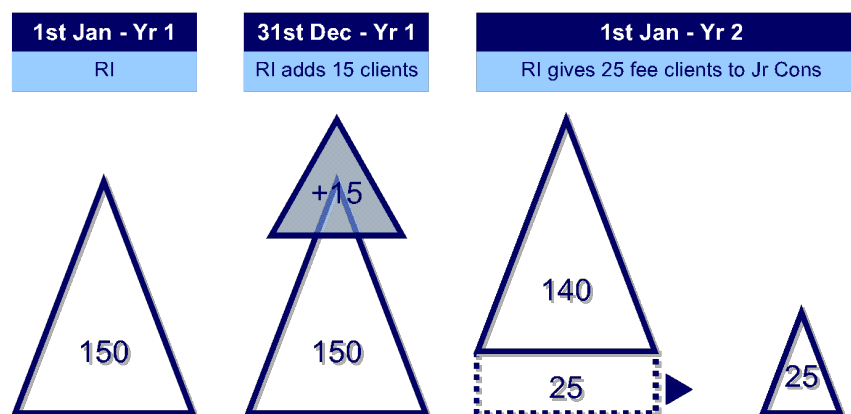 1st Jan - Yr 1
RI
31st Dec - Yr 1
RI adds 15 clients
1st Jan - Yr 2
RI gives 25 fee clients to Jr Cons
+15
150
150
140
25
25